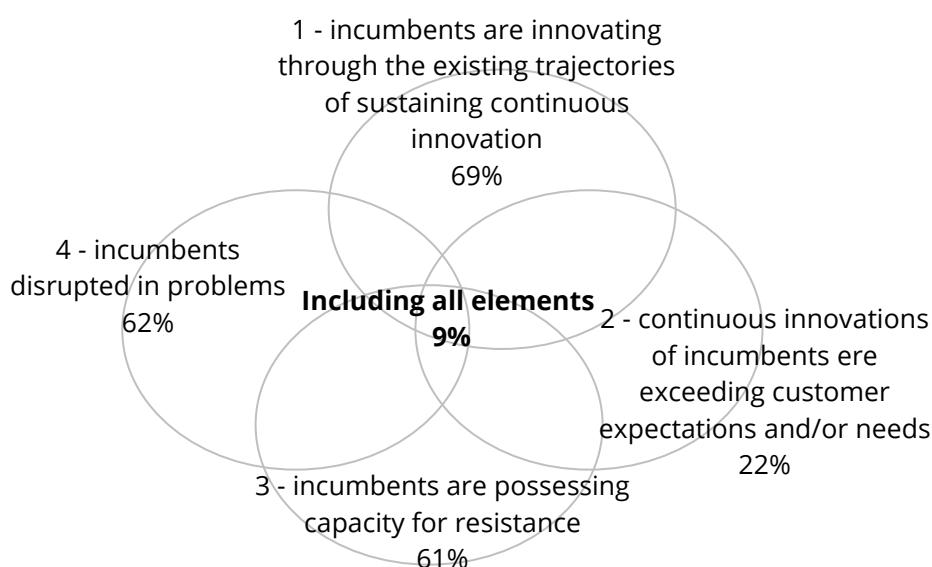 1 - incumbents are innovating
through the existing trajectories
of sustaining continuous
innovation
69%
4 - incumbents
disrupted in problems
62%
Including all elements
9%
2 - continuous innovations
of incumbents ere
exceeding customer
expectations and/or needs
22%
3 - incumbents are possessing
capacity for resistance
61%